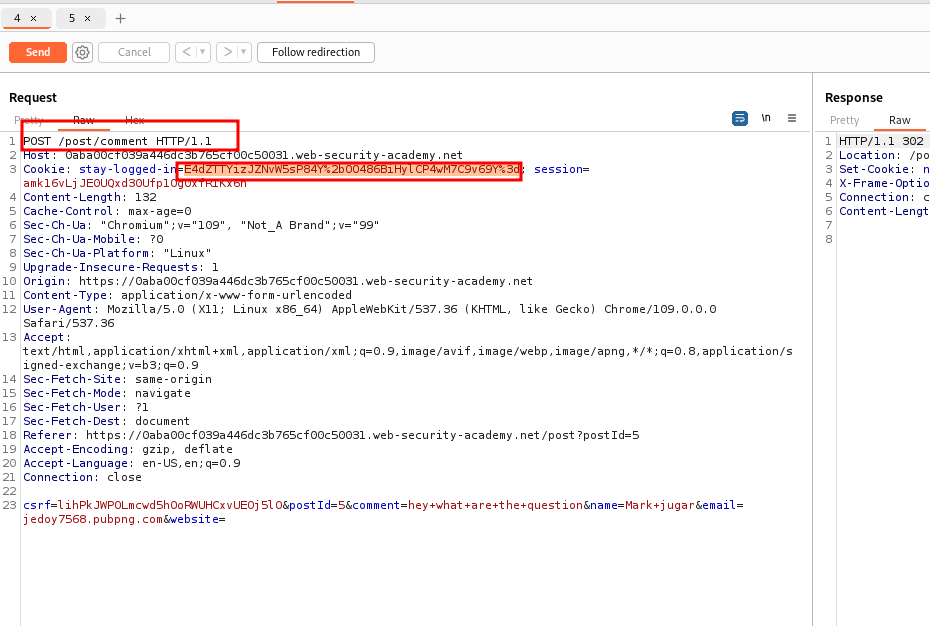 4 × 5 × +
Send Cancel < > Follow redirection
Request
Response
Pretty Raw Hex
\n
Pretty Raw
1 POST /post/comment HTTP/1.1
2 Host: 0aba00cf039a446dc3b765cf00c50031.web-security-academy.net
3 Cookie: stay-logged-in=E4dZTTYizJZNvW5sP84Y%2bO0486BiHylCP4wM7C9v69Y%3d; session=
4 Content-Length: 132
5 Cache-Control: max-age=0
6 Sec-Ch-Ua: "Chromium";v="109", "Not_A Brand";v="99"
7 Sec-Ch-Ua-Mobile: ?0
8 Sec-Ch-Ua-Platform: "Linux"
9 Upgrade-Insecure-Requests: 1
10 Origin: https://0aba00cf039a446dc3b765cf00c50031.web-security-academy.net
11 Content-Type: application/x-www-form-urlencoded
12 User-Agent: Mozilla/5.0 (X11; Linux x86_64) AppleWebKit/537.36 (KHTML, like Gecko) Chrome/109.0.0.0
Safari/537.36
13 Accept:
text/html,application/xhtml+xml,application/xml;q=0.9,image/avif,image/webp,image/apng,*/*;q=0.8,application/s
igned-exchange;v=b3;q=0.9
14 Sec-Fetch-Site: same-origin
15 Sec-Fetch-Mode: navigate
16 Sec-Fetch-User: ?1
17 Sec-Fetch-Dest: document
18 Referer: https://0aba00cf039a446dc3b765cf00c50031.web-security-academy.net/post?postId=5
19 Accept-Encoding: gzip, deflate
20 Accept-Language: en-US,en;q=0.9
21 Connection: close
22
23 csrf=lihPkJWPOLmcwd5hOoRWUHCxvUEOj5lO&postId=5&comment=hey+what+are+the+question&name=Mark+jugar&email=
jedoy7568.pubpng.com&website=
1 HTTP/1.1 302
2 Location: /po
3 Set-Cookie: n
4 X-Frame-Optio
5 Connection: c
6 Content-Lengt
7
8